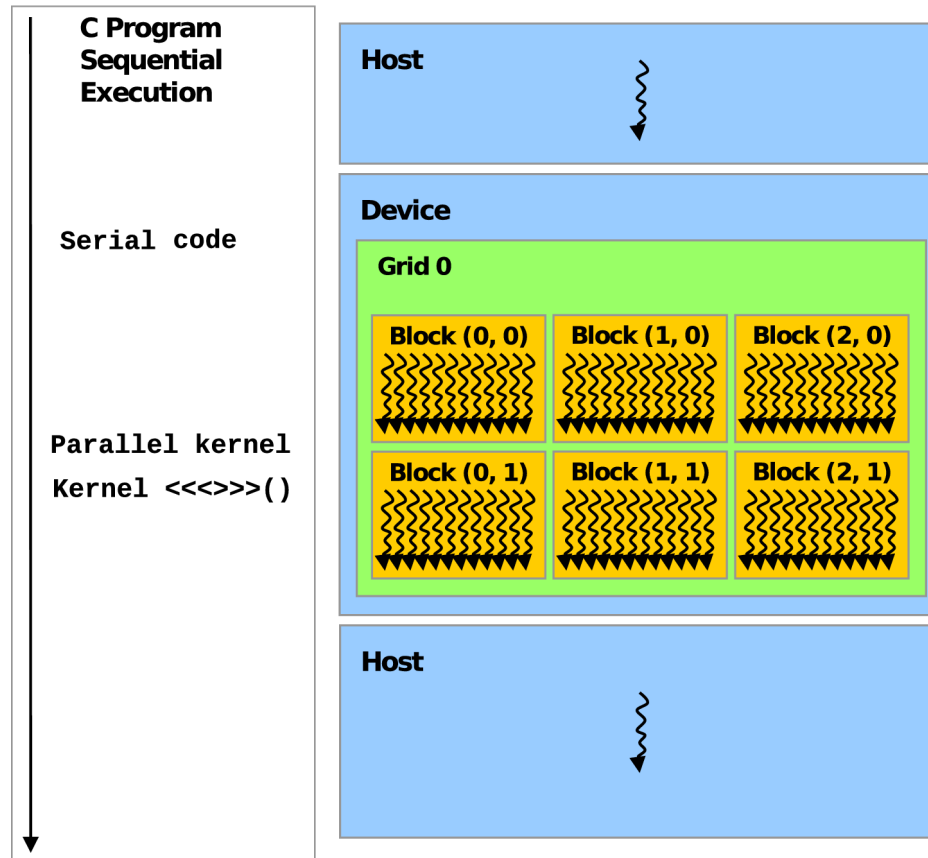 C Program
Sequential
Execution
Serial code
Parallel kernel
Kernel <<<>>>()
Host
Device
Grid 0
Block (0, 0)
Block (1, 0)
Block (2, 0)
Block (0, 1)
Block (1, 1)
Block (2, 1)
Host